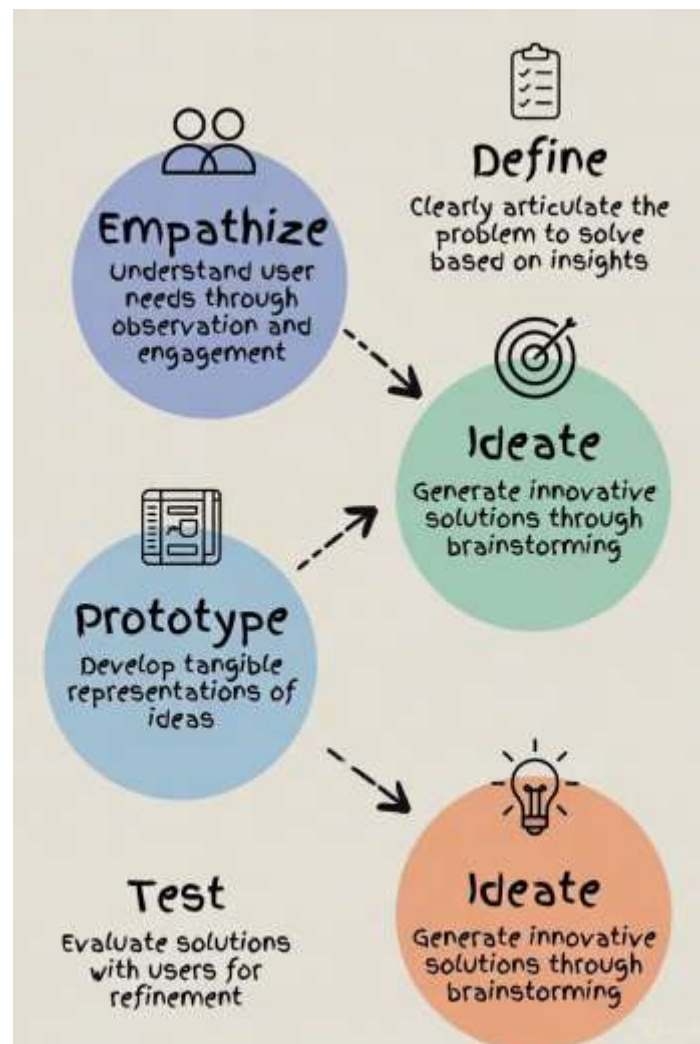 Define
Clearly articulate the
problem to solve
based on insights
Empathize
Understand user
needs through
observation and
engagement
Ideate
Generate innovative
solutions through
brainstorming
Prototype
Develop tangible
representations of
ideas
Ideate
Generate innovative
solutions through
brainstorming
Test
Evaluate solutions
with users for
refinement